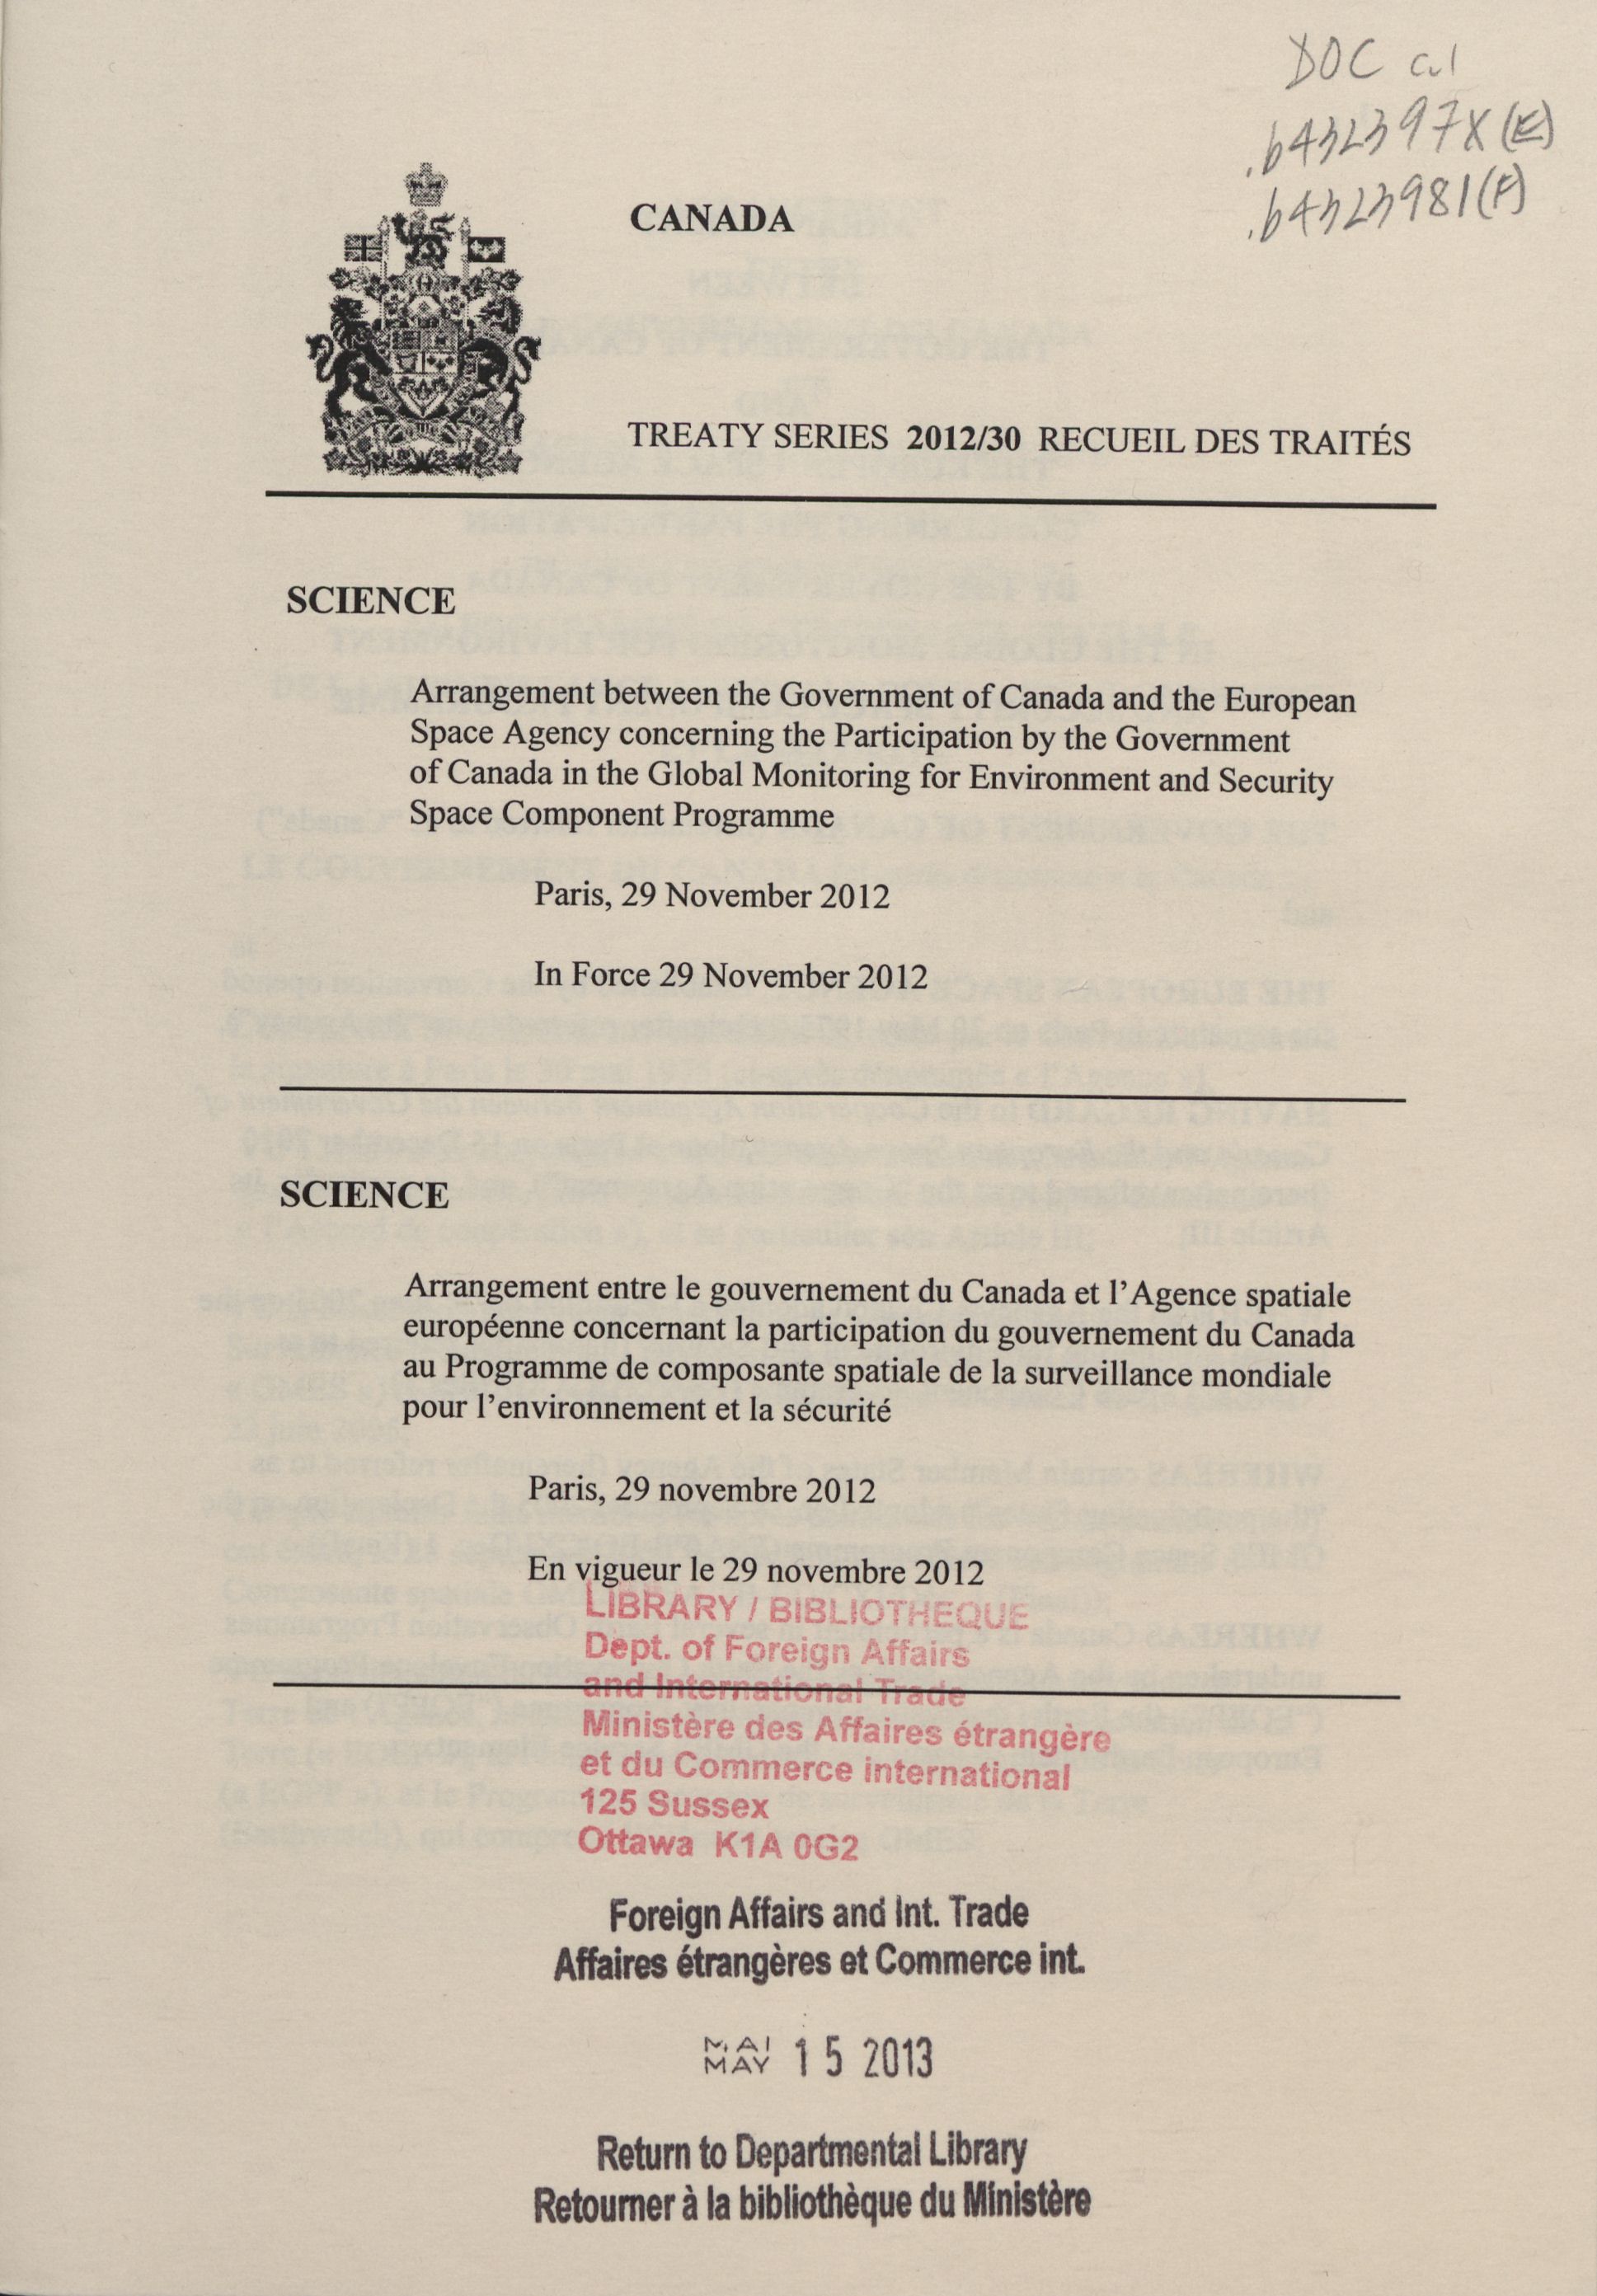 DOC
.b432397X(E)
.b4323981(F)
CANADA
TREATY SERIES 2012/30 RECUEIL DES TRAITÉS
SCIENCE
Arrangement between the Government of Canada and the European
Space Agency concerning the Participation by the Government
of Canada in the Global Monitoring for Environment and Security
Space Component Programme
Paris, 29 November 2012
In Force 29 November 2012
SCIENCE
Arrangement entre le gouvernement du Canada et l'Agence spatiale
européenne concernant la participation du gouvernement du Canada
au Programme de composante spatiale de la surveillance mondiale
pour l'environnement et la sécurité
Paris, 29 novembre 2012
En vigueur le 29 novembre 2012
LIBRARY / BIBLIOTHEQUE
Dept. of Foreign Affairs
and International Trade
Ministère des Affaires étrangère
et du Commerce international
125 Sussex
Ottawa K1A 0G2
Foreign Affairs and Int. Trade
Affaires étrangères et Commerce int.
MAI
MAY 15 2013
Return to Departmental Library
Retourner à la bibliothèque du Ministère